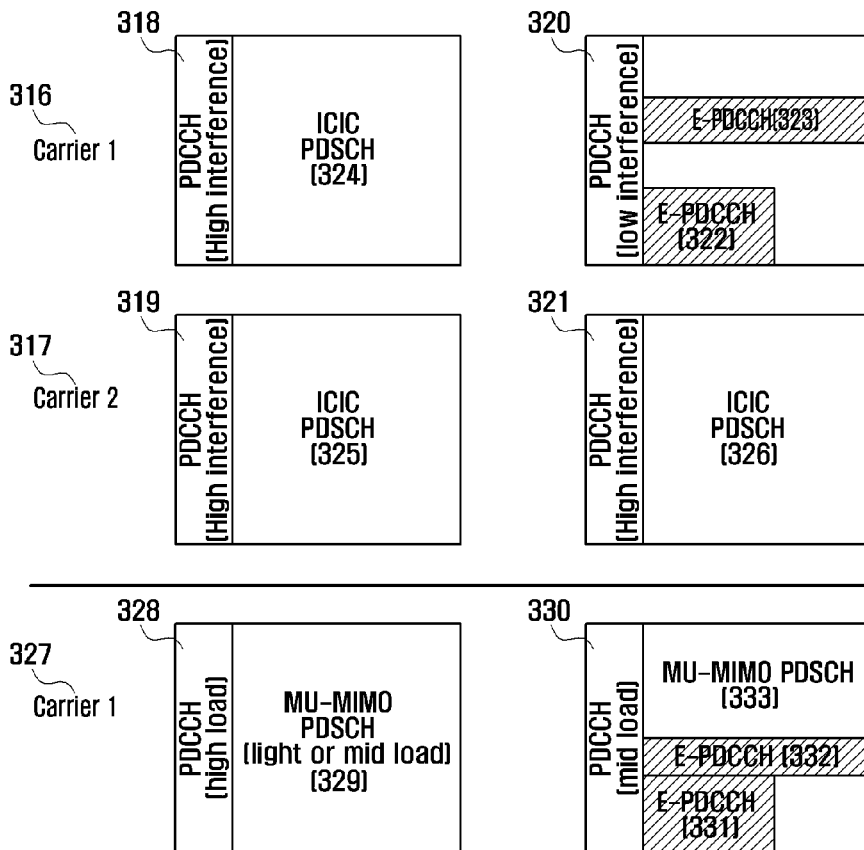 318
320
316
Carrier 1
PDCCH
(High interference)
ICIC
PDSCH
(324)
PDCCH
(low interference)
E-PDCCH(323)
E-PDCCH
(322)
319
321
317
Carrier 2
PDCCH
(High interference)
ICIC
PDSCH
(325)
PDCCH
(High interference)
ICIC
PDSCH
(326)
328
330
327
Carrier 1
PDCCH
(high load)
MU-MIMO
PDSCH
(light or mid load)
(329)
PDCCH
(mid load)
MU-MIMO PDSCH
(333)
E-PDCCH (332)
E-PDCCH
(331)